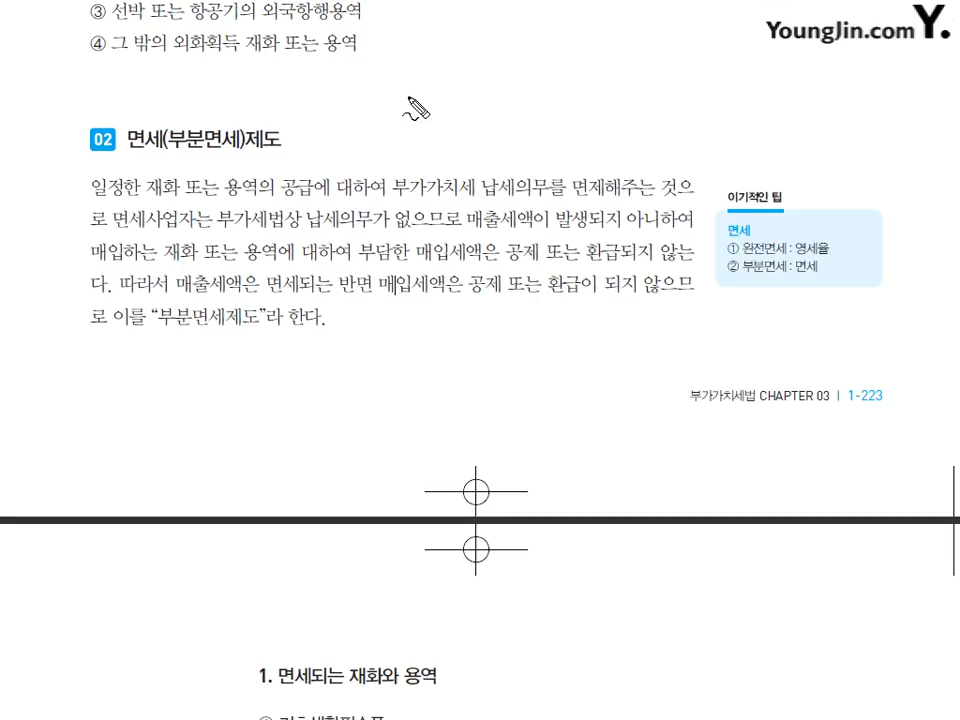 ③ 선박 또는 항공기의 외국항행용역
④ 그 밖의 외화획득 재화 또는 용역
YoungJin.com Y.
02 면세(부분면세)제도
일정한 재화 또는 용역의 공급에 대하여 부가가치세 납세의무를 면제해주는 것으
로 면세사업자는 부가세법상 납세의무가 없으므로 매출세액이 발생되지 아니하여
매입하는 재화 또는 용역에 대하여 부담한 매입세액은 공제 또는 환급되지 않는
다. 따라서 매출세액은 면세되는 반면 매입세액은 공제 또는 환급이 되지 않으므
로 이를 “부분면세제도”라 한다.
이기적인 팁
면세
① 완전면세 : 영세율
② 부분면세 : 면세
부가가치세법 CHAPTER 03 | 1-223
1. 면세되는 재화와 용역